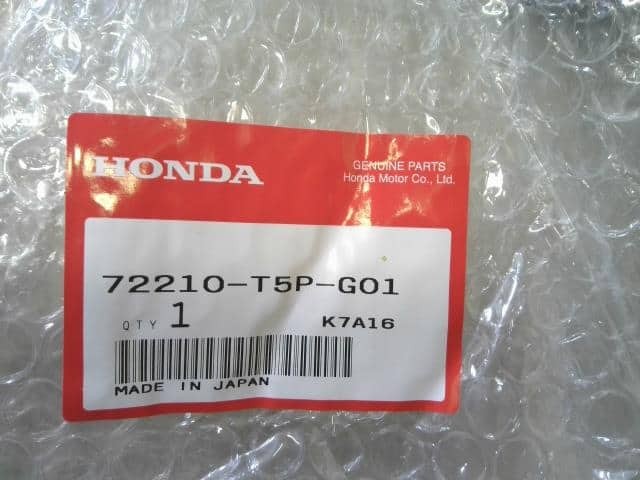 HONDA
GENUINE PARTS
Honda Motor Co., Ltd.
72210-T5P-G01
QTY 1 K7A16
MADE IN JAPAN